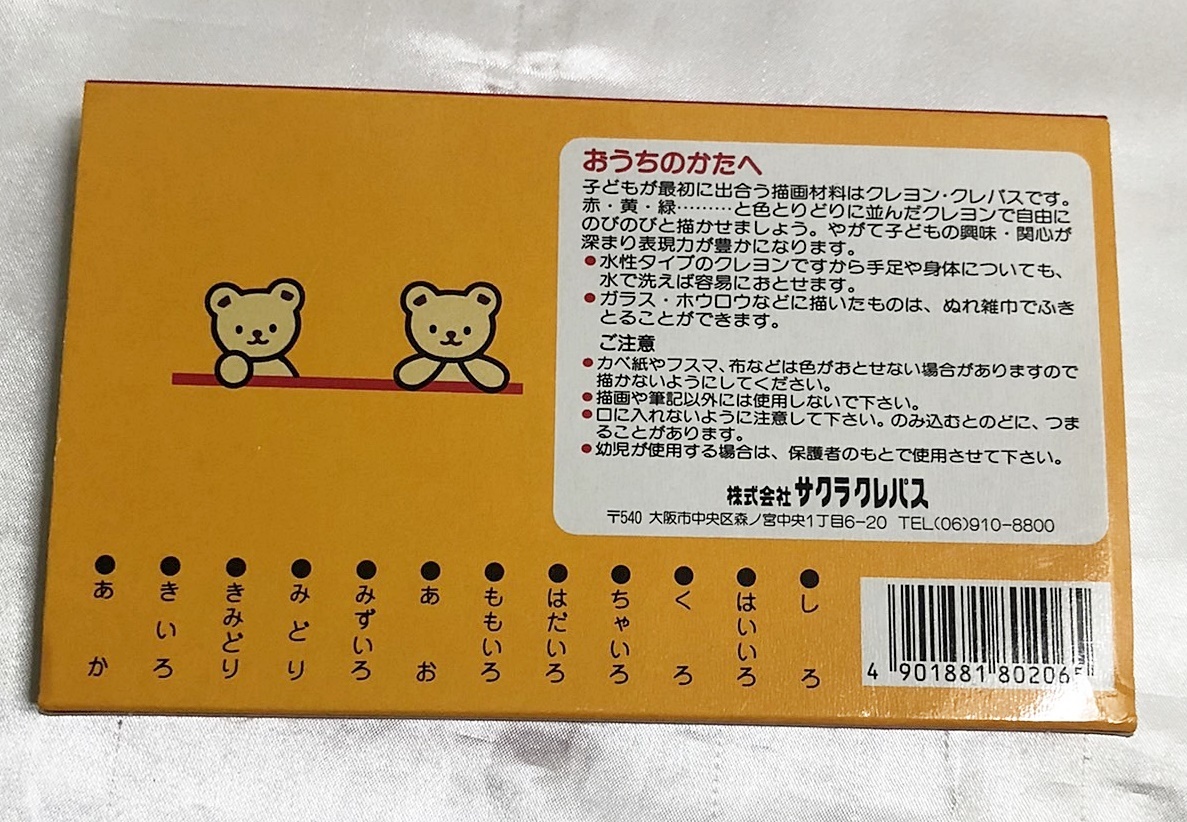 おうちのかたへ
子どもが最初に出合う描画材料はクレヨン・クレパスです。
赤・黄・緑………と色とりどりに並んだクレヨンで自由に
のびのびと描かせましょう。やがて子どもの興味・関心が
深まり表現力が豊かになります。
●水性タイプのクレヨンですから手足や身体についても、
水で洗えば容易におとせます。
●ガラス・ホウロウなどに描いたものは、ぬれ雑巾でふき
とることができます。
ご注意
●カベ紙やフスマ、布などは色がおとせない場合がありますので
描かないようにしてください。
●描画や筆記以外には使用しないで下さい。
●口に入れないように注意して下さい。のみ込むとのどに、つま
ることがあります。
●幼児が使用する場合は、保護者のもとで使用させて下さい。
株式会社サクラクレパス
〒540 大阪市中央区森ノ宮中央1丁目6-20 TEL(06)910-8800
●あか
●きいろ
●きみどり
●みどり
●みずいろ
●あお
●ももいろ
●はだいろ
●ちゃいろ
●くろ
●はいいろ
●しろ
4 901881 802065